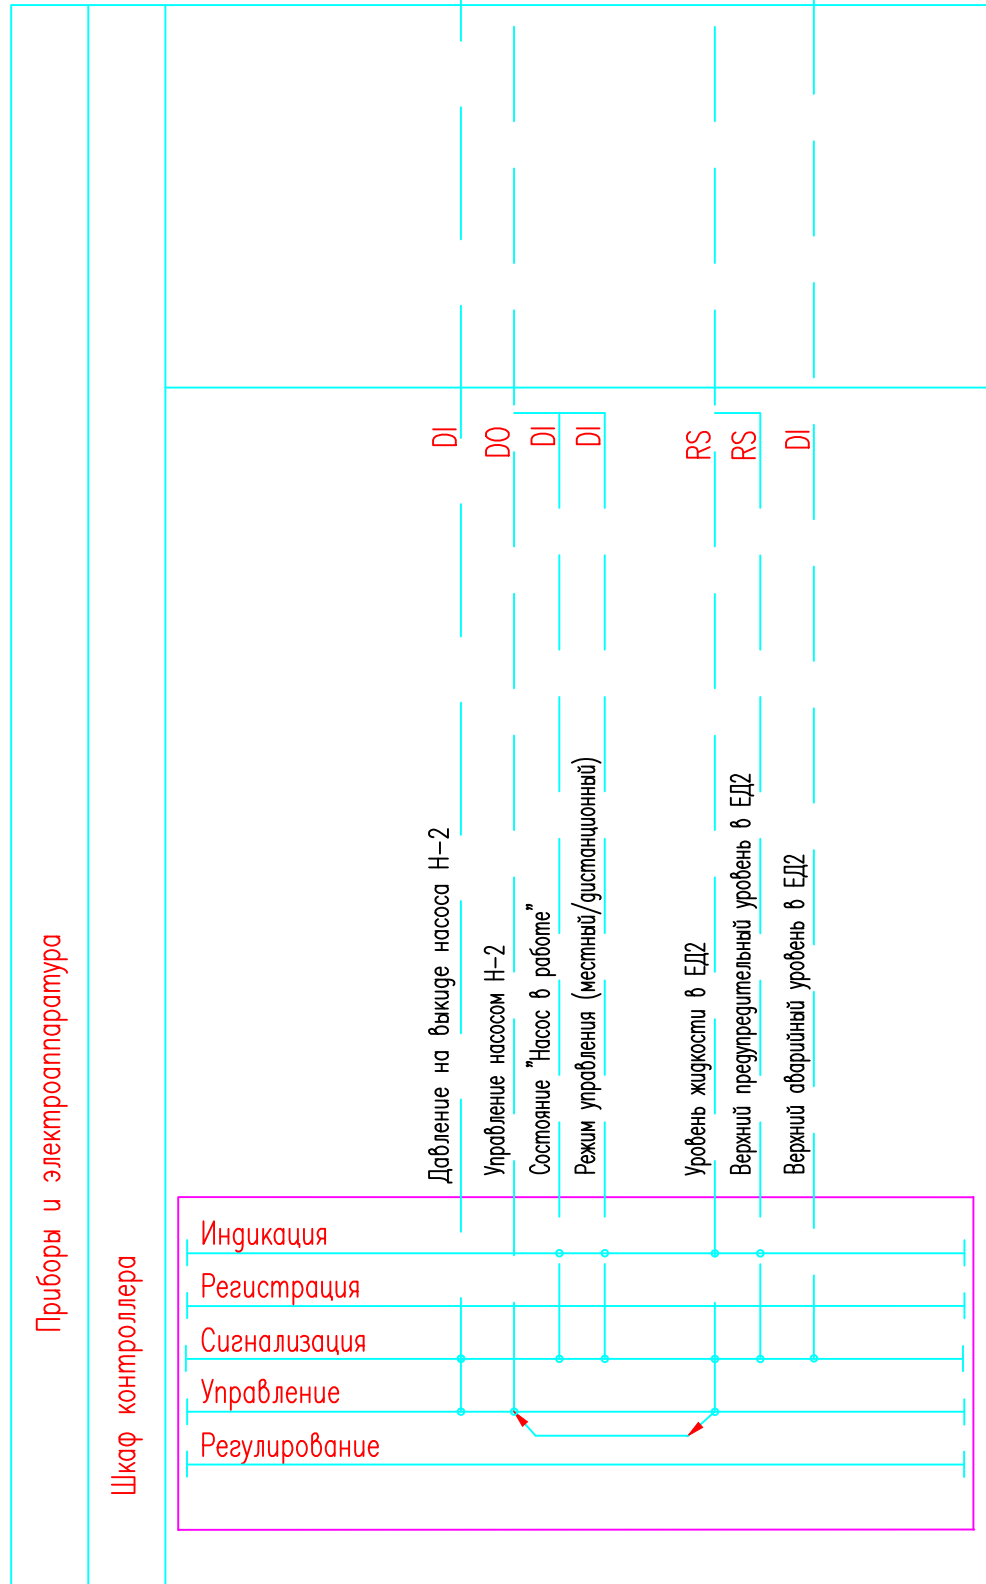 Приборы и электроаппаратура
Шкаф контроллера
DI
DO
DI
DI
RS
RS
DI
Давление на выкиде насоса Н-2
Управление насосом Н-2
Состояние "Насос в работе"
Режим управления (местный/дистанционный)
Уровень жидкости в ЕД2
Верхний предупредительный уровень в ЕД2
Верхний аварийный уровень в ЕД2
Индикация
Регистрация
Сигнализация
Управление
Регулирование